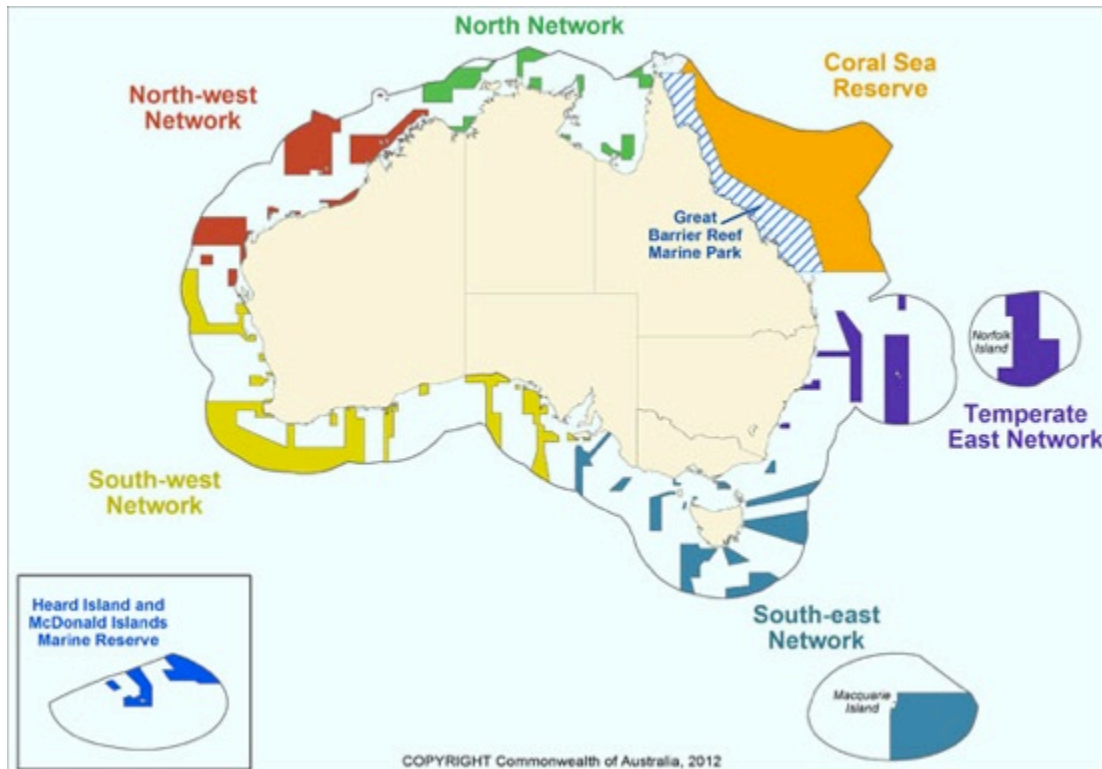 North Network
Coral Sea
Reserve
North-west
Network
Great
Barrier Reef
Marine Park
Norfolk
Island
Temperate
East Network
South-west
Network
Heard Island and
McDonald Islands
Marine Reserve
South-east
Network
Macquarie
Island
COPYRIGHT Commonwealth of Australia, 2012